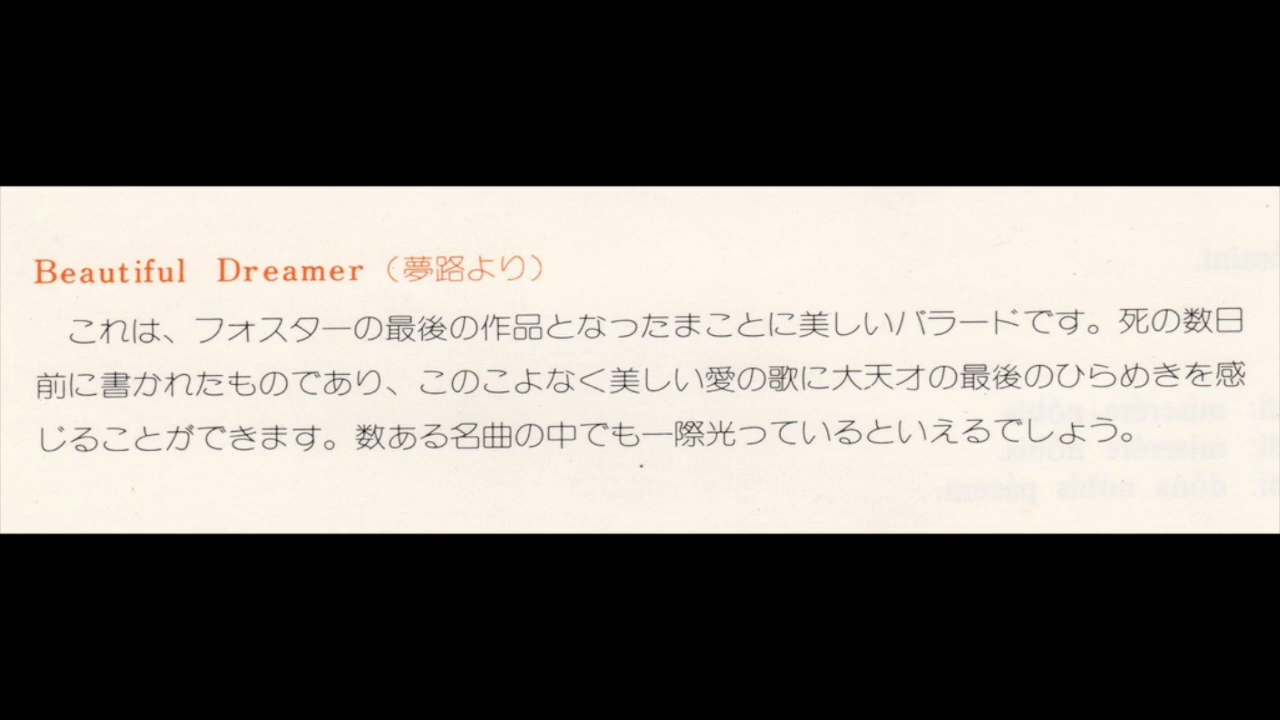 Beautiful Dreamer（夢路より）
これは、フォスターの最後の作品となったまことに美しいバラードです。死の数日
前に書かれたものであり、このこよなく美しい愛の歌に大天才の最後のひらめきを感
じることができます。数ある名曲の中でも一際光っているといえるでしょう。